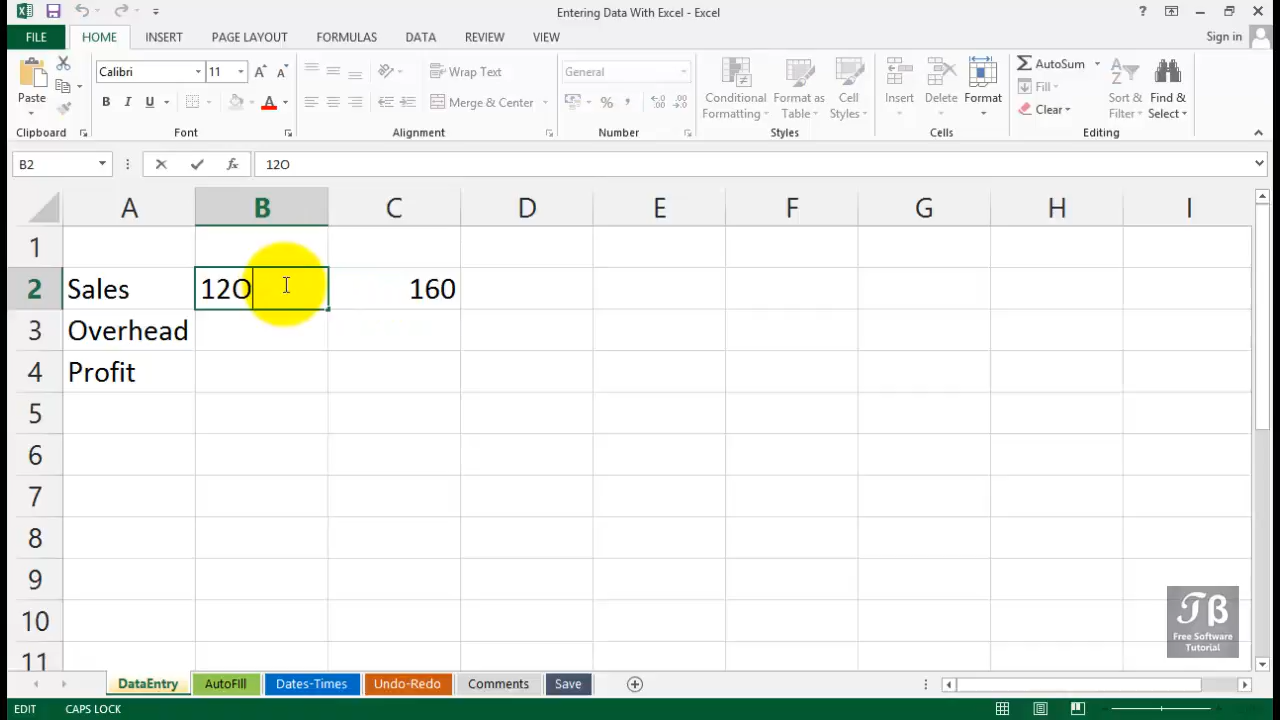 Entering Data With Excel - Excel
?
FILE HOME INSERT PAGE LAYOUT FORMULAS DATA REVIEW VIEW Sign in
Paste
Clipboard
Calibri 11
B I U A
Font
Wrap Text
Merge & Center
Alignment
General
% ,
Number
Conditional Formatting
Format as Table
Cell Styles
Styles
Insert
Delete
Format
Cells
AutoSum
Fill
Clear
Sort & Filter
Find & Select
Editing
B2 fx 12O
A B C D E F G H I
1
2 Sales 12O 160
3 Overhead
4 Profit
5
6
7
8
9
10
11
Tβ
Free Software
Tutorial
DataEntry AutoFIll Dates-Times Undo-Redo Comments Save
EDIT CAPS LOCK